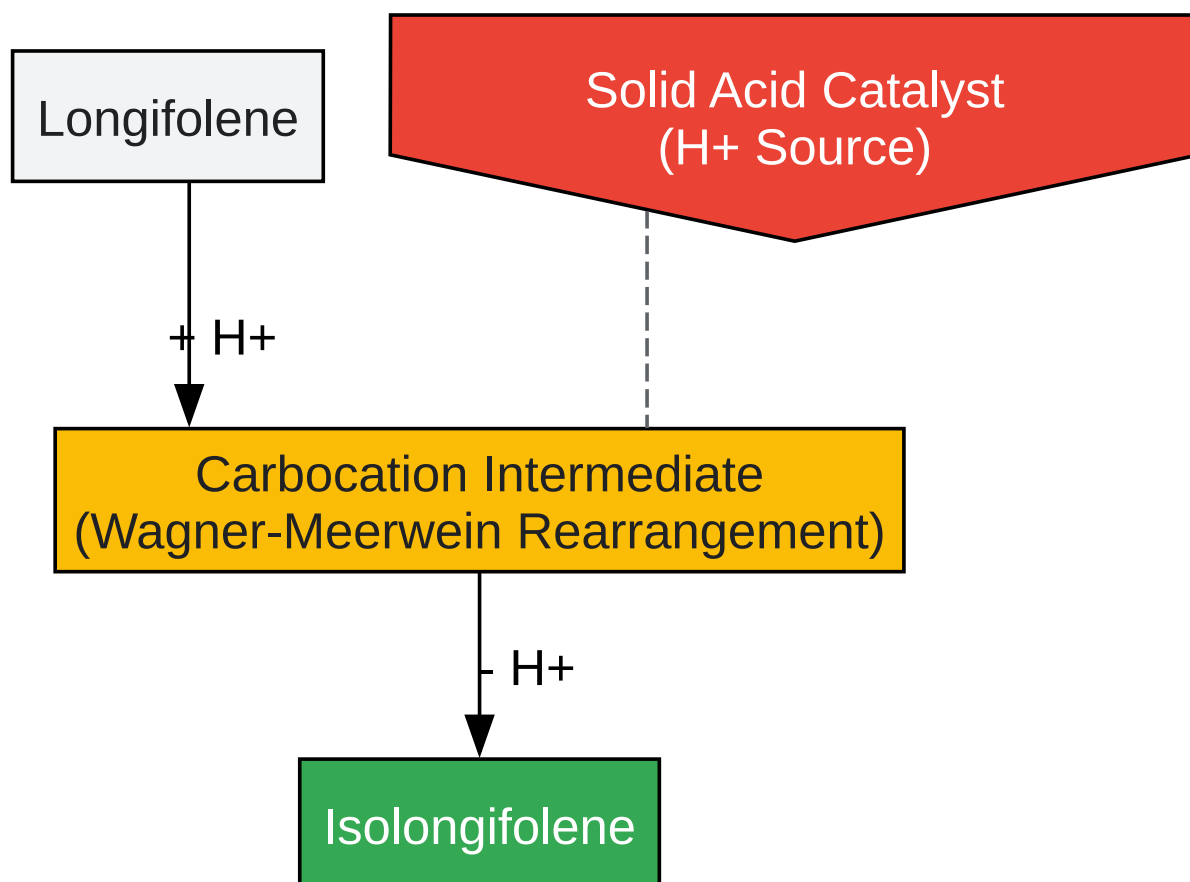 Longifolene
Solid Acid Catalyst
(H+ Source)
+ H+
Carbocation Intermediate
(Wagner-Meerwein Rearrangement)
- H+
Isolongifolene